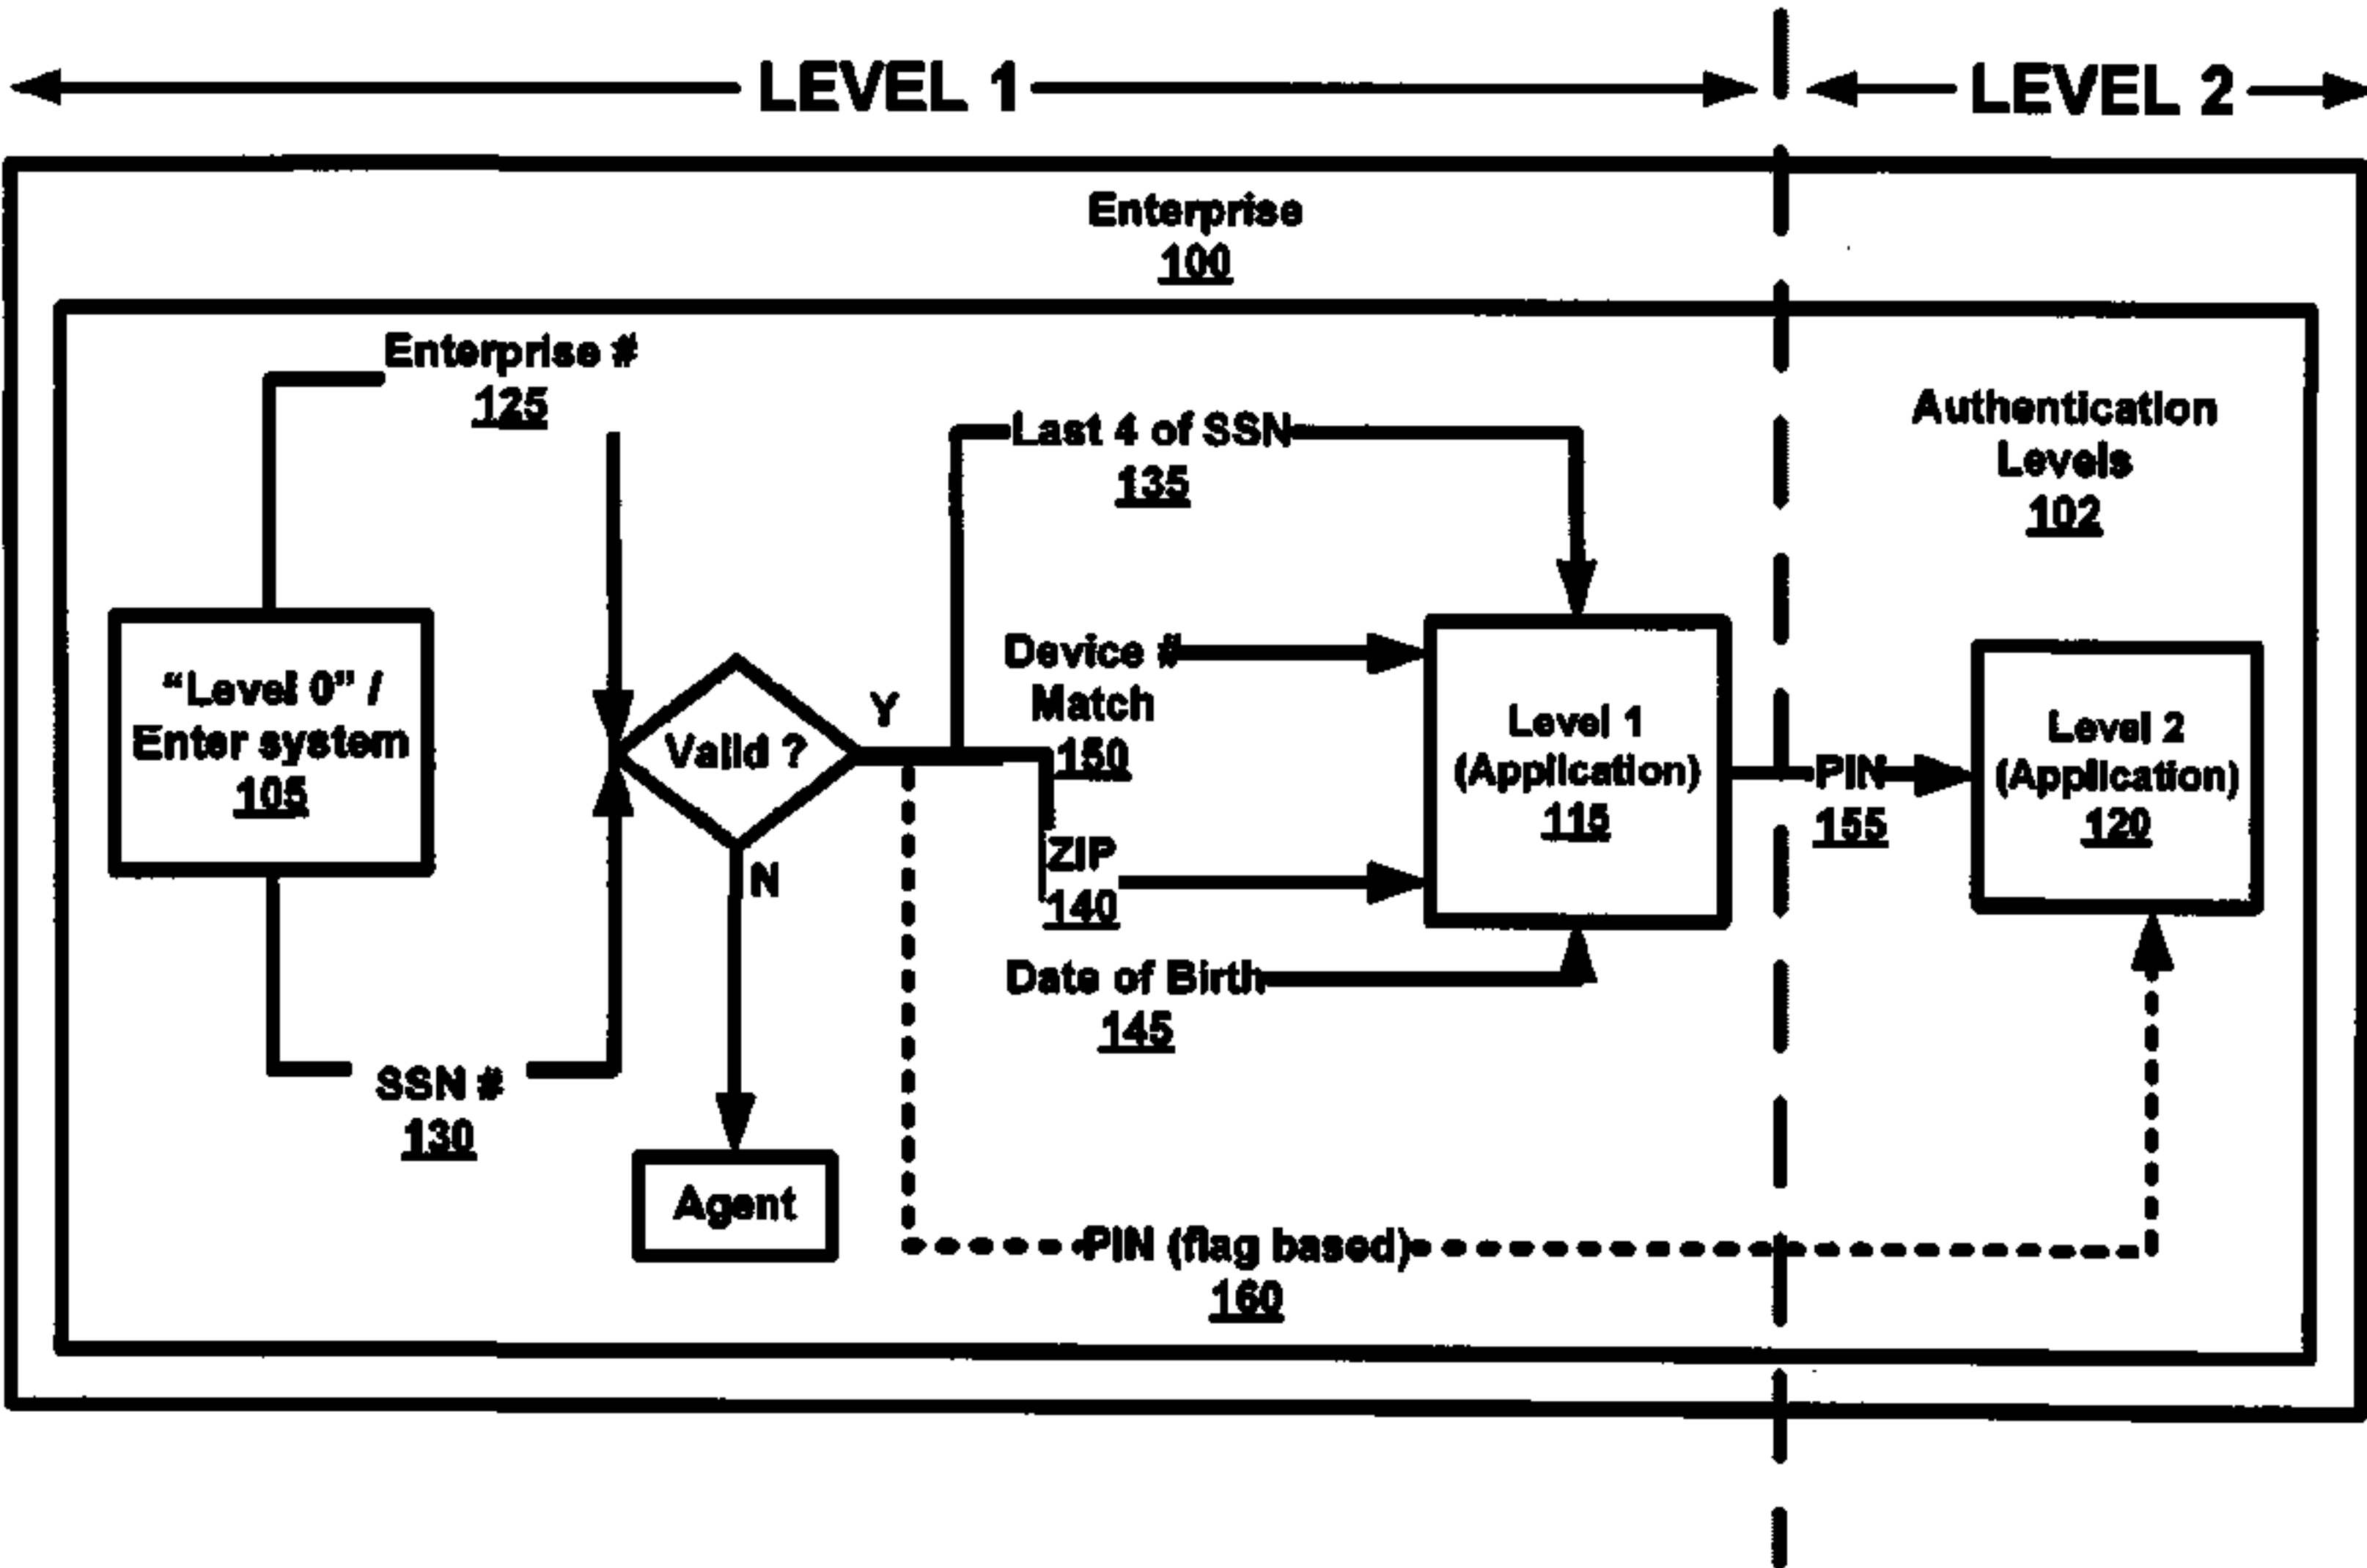 LEVEL 1
LEVEL 2
Enterprise
100
Enterprise #
125
Last 4 of SSN
135
Authentication
Levels
102
“Level 0” /
Enter system
105
Valid ?
Y
N
Device #
Match
150
ZIP
140
Date of Birth
145
Level 1
(Application)
115
PIN
155
Level 2
(Application)
120
SSN #
130
Agent
PIN (flag based)
160